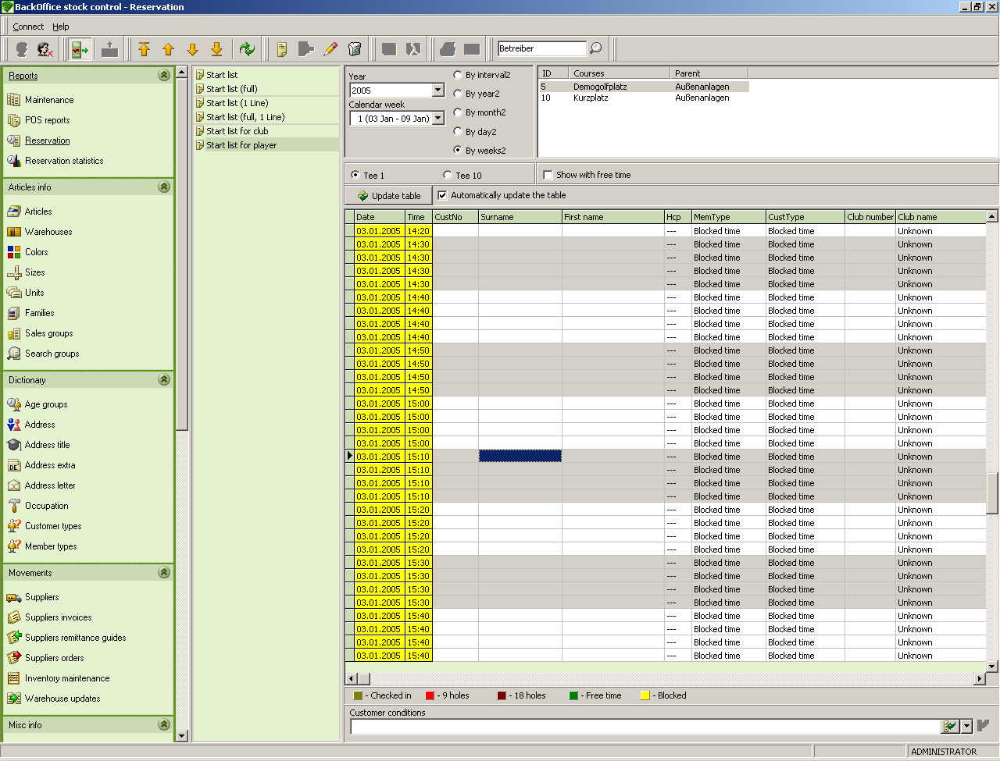 BackOffice stock control - Reservation
Connect Help
Betreiber
Reports
Maintenance
POS reports
Reservation
Reservation statistics
Articles info
Articles
Warehouses
Colors
Sizes
Units
Families
Sales groups
Search groups
Dictionary
Age groups
Address
Address title
Address extra
Address letter
Occupation
Customer types
Member types
Movements
Suppliers
Suppliers invoices
Suppliers remittance guides
Suppliers orders
Inventory maintenance
Warehouse updates
Misc info
Start list
Start list (full)
Start list (1 Line)
Start list (full, 1 Line)
Start list for club
Start list for player
Year
2005
Calendar week
1 (03 Jan - 09 Jan)
By interval2
By year2
By month2
By day2
By weeks2
ID Courses Parent
5 Demogolfplatz Außenanlagen
10 Kurzplatz Außenanlagen
Tee 1 Tee 10 Show with free time
Update table Automatically update the table
Date Time CustNo Surname First name Hcp MemType CustType Club number Club name
03.01.2005 14:20 --- Blocked time Blocked time Unknown
03.01.2005 14:30 --- Blocked time Blocked time Unknown
03.01.2005 14:30 --- Blocked time Blocked time Unknown
03.01.2005 14:30 --- Blocked time Blocked time Unknown
03.01.2005 14:30 --- Blocked time Blocked time Unknown
03.01.2005 14:40 --- Blocked time Blocked time Unknown
03.01.2005 14:40 --- Blocked time Blocked time Unknown
03.01.2005 14:40 --- Blocked time Blocked time Unknown
03.01.2005 14:40 --- Blocked time Blocked time Unknown
03.01.2005 14:50 --- Blocked time Blocked time Unknown
03.01.2005 14:50 --- Blocked time Blocked time Unknown
03.01.2005 14:50 --- Blocked time Blocked time Unknown
03.01.2005 14:50 --- Blocked time Blocked time Unknown
03.01.2005 15:00 --- Blocked time Blocked time Unknown
03.01.2005 15:00 --- Blocked time Blocked time Unknown
03.01.2005 15:00 --- Blocked time Blocked time Unknown
03.01.2005 15:00 --- Blocked time Blocked time Unknown
03.01.2005 15:10 --- Blocked time Blocked time Unknown
03.01.2005 15:10 --- Blocked time Blocked time Unknown
03.01.2005 15:10 --- Blocked time Blocked time Unknown
03.01.2005 15:10 --- Blocked time Blocked time Unknown
03.01.2005 15:20 --- Blocked time Blocked time Unknown
03.01.2005 15:20 --- Blocked time Blocked time Unknown
03.01.2005 15:20 --- Blocked time Blocked time Unknown
03.01.2005 15:20 --- Blocked time Blocked time Unknown
03.01.2005 15:30 --- Blocked time Blocked time Unknown
03.01.2005 15:30 --- Blocked time Blocked time Unknown
03.01.2005 15:30 --- Blocked time Blocked time Unknown
03.01.2005 15:30 --- Blocked time Blocked time Unknown
03.01.2005 15:40 --- Blocked time Blocked time Unknown
03.01.2005 15:40 --- Blocked time Blocked time Unknown
03.01.2005 15:40 --- Blocked time Blocked time Unknown
03.01.2005 15:40 --- Blocked time Blocked time Unknown
- Checked in - 9 holes - 18 holes - Free time - Blocked
Customer conditions
ADMINISTRATOR